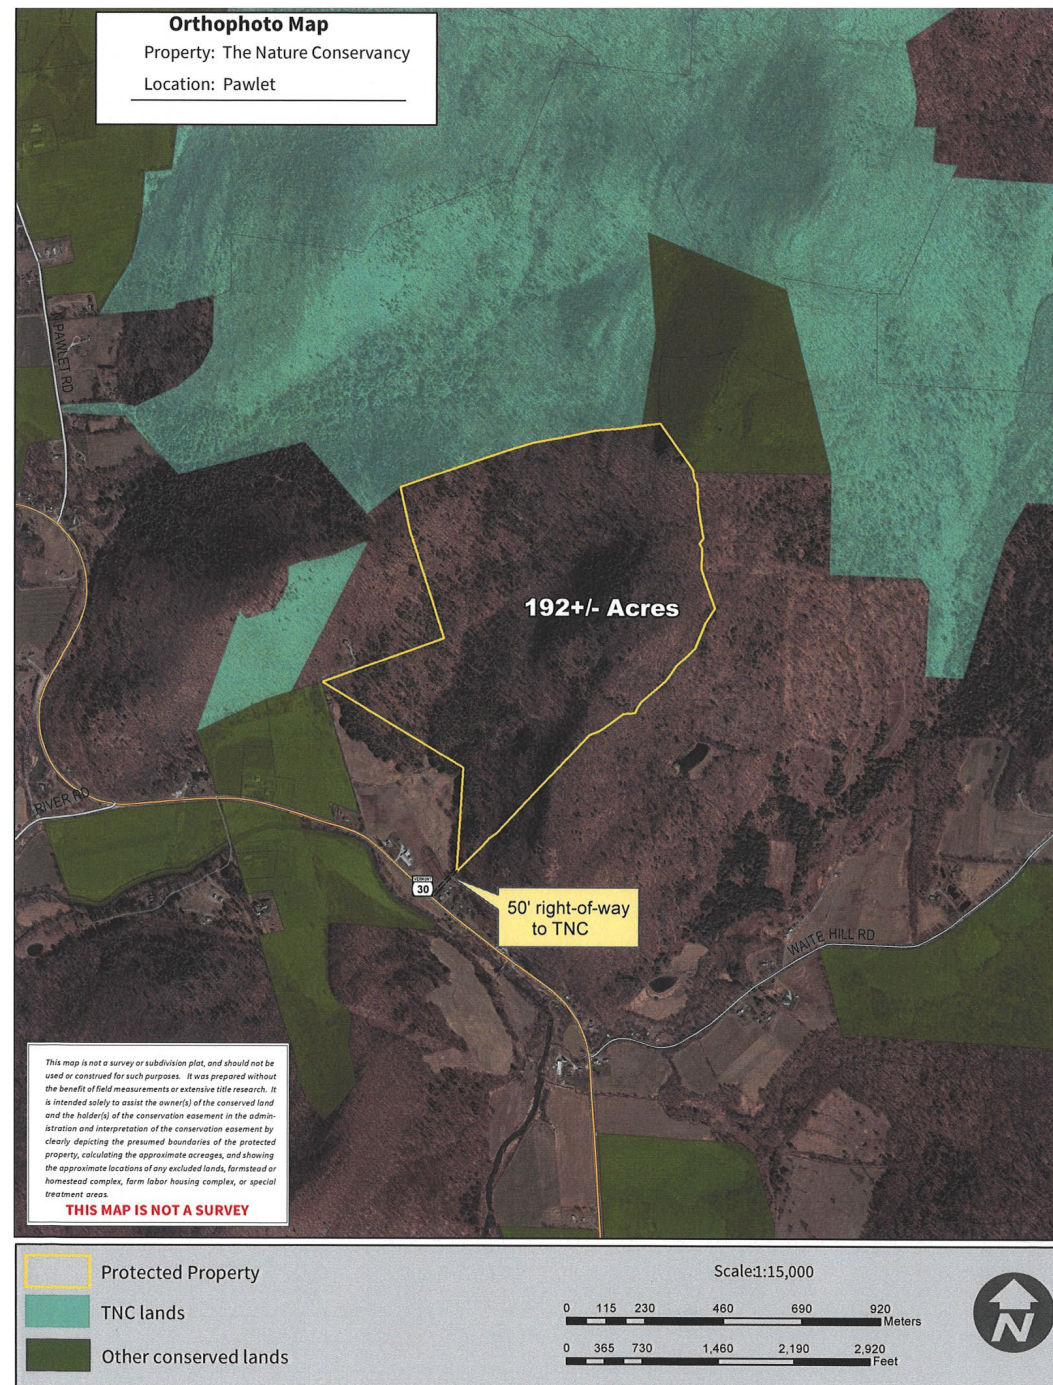 Orthophoto Map
Property: The Nature Conservancy
Location: Pawlet
N PAWLET RD
192+/- Acres
RIVER RD
VERMONT
30
50' right-of-way
to TNC
WAITE HILL RD
This map is not a survey or subdivision plat, and should not be
used or construed for such purposes. It was prepared without
the benefit of field measurements or extensive title research. It
is intended solely to assist the owner(s) of the conserved land
and the holder(s) of the conservation easement in the admin-
istration and interpretation of the conservation easement by
clearly depicting the presumed boundaries of the protected
property, calculating the approximate acreages, and showing
the approximate locations of any excluded lands, farmstead or
homestead complex, farm labor housing complex, or special
treatment areas.
THIS MAP IS NOT A SURVEY
Protected Property
TNC lands
Other conserved lands
Scale1:15,000
0 115 230 460 690 920
Meters
0 365 730 1,460 2,190 2,920
Feet
N